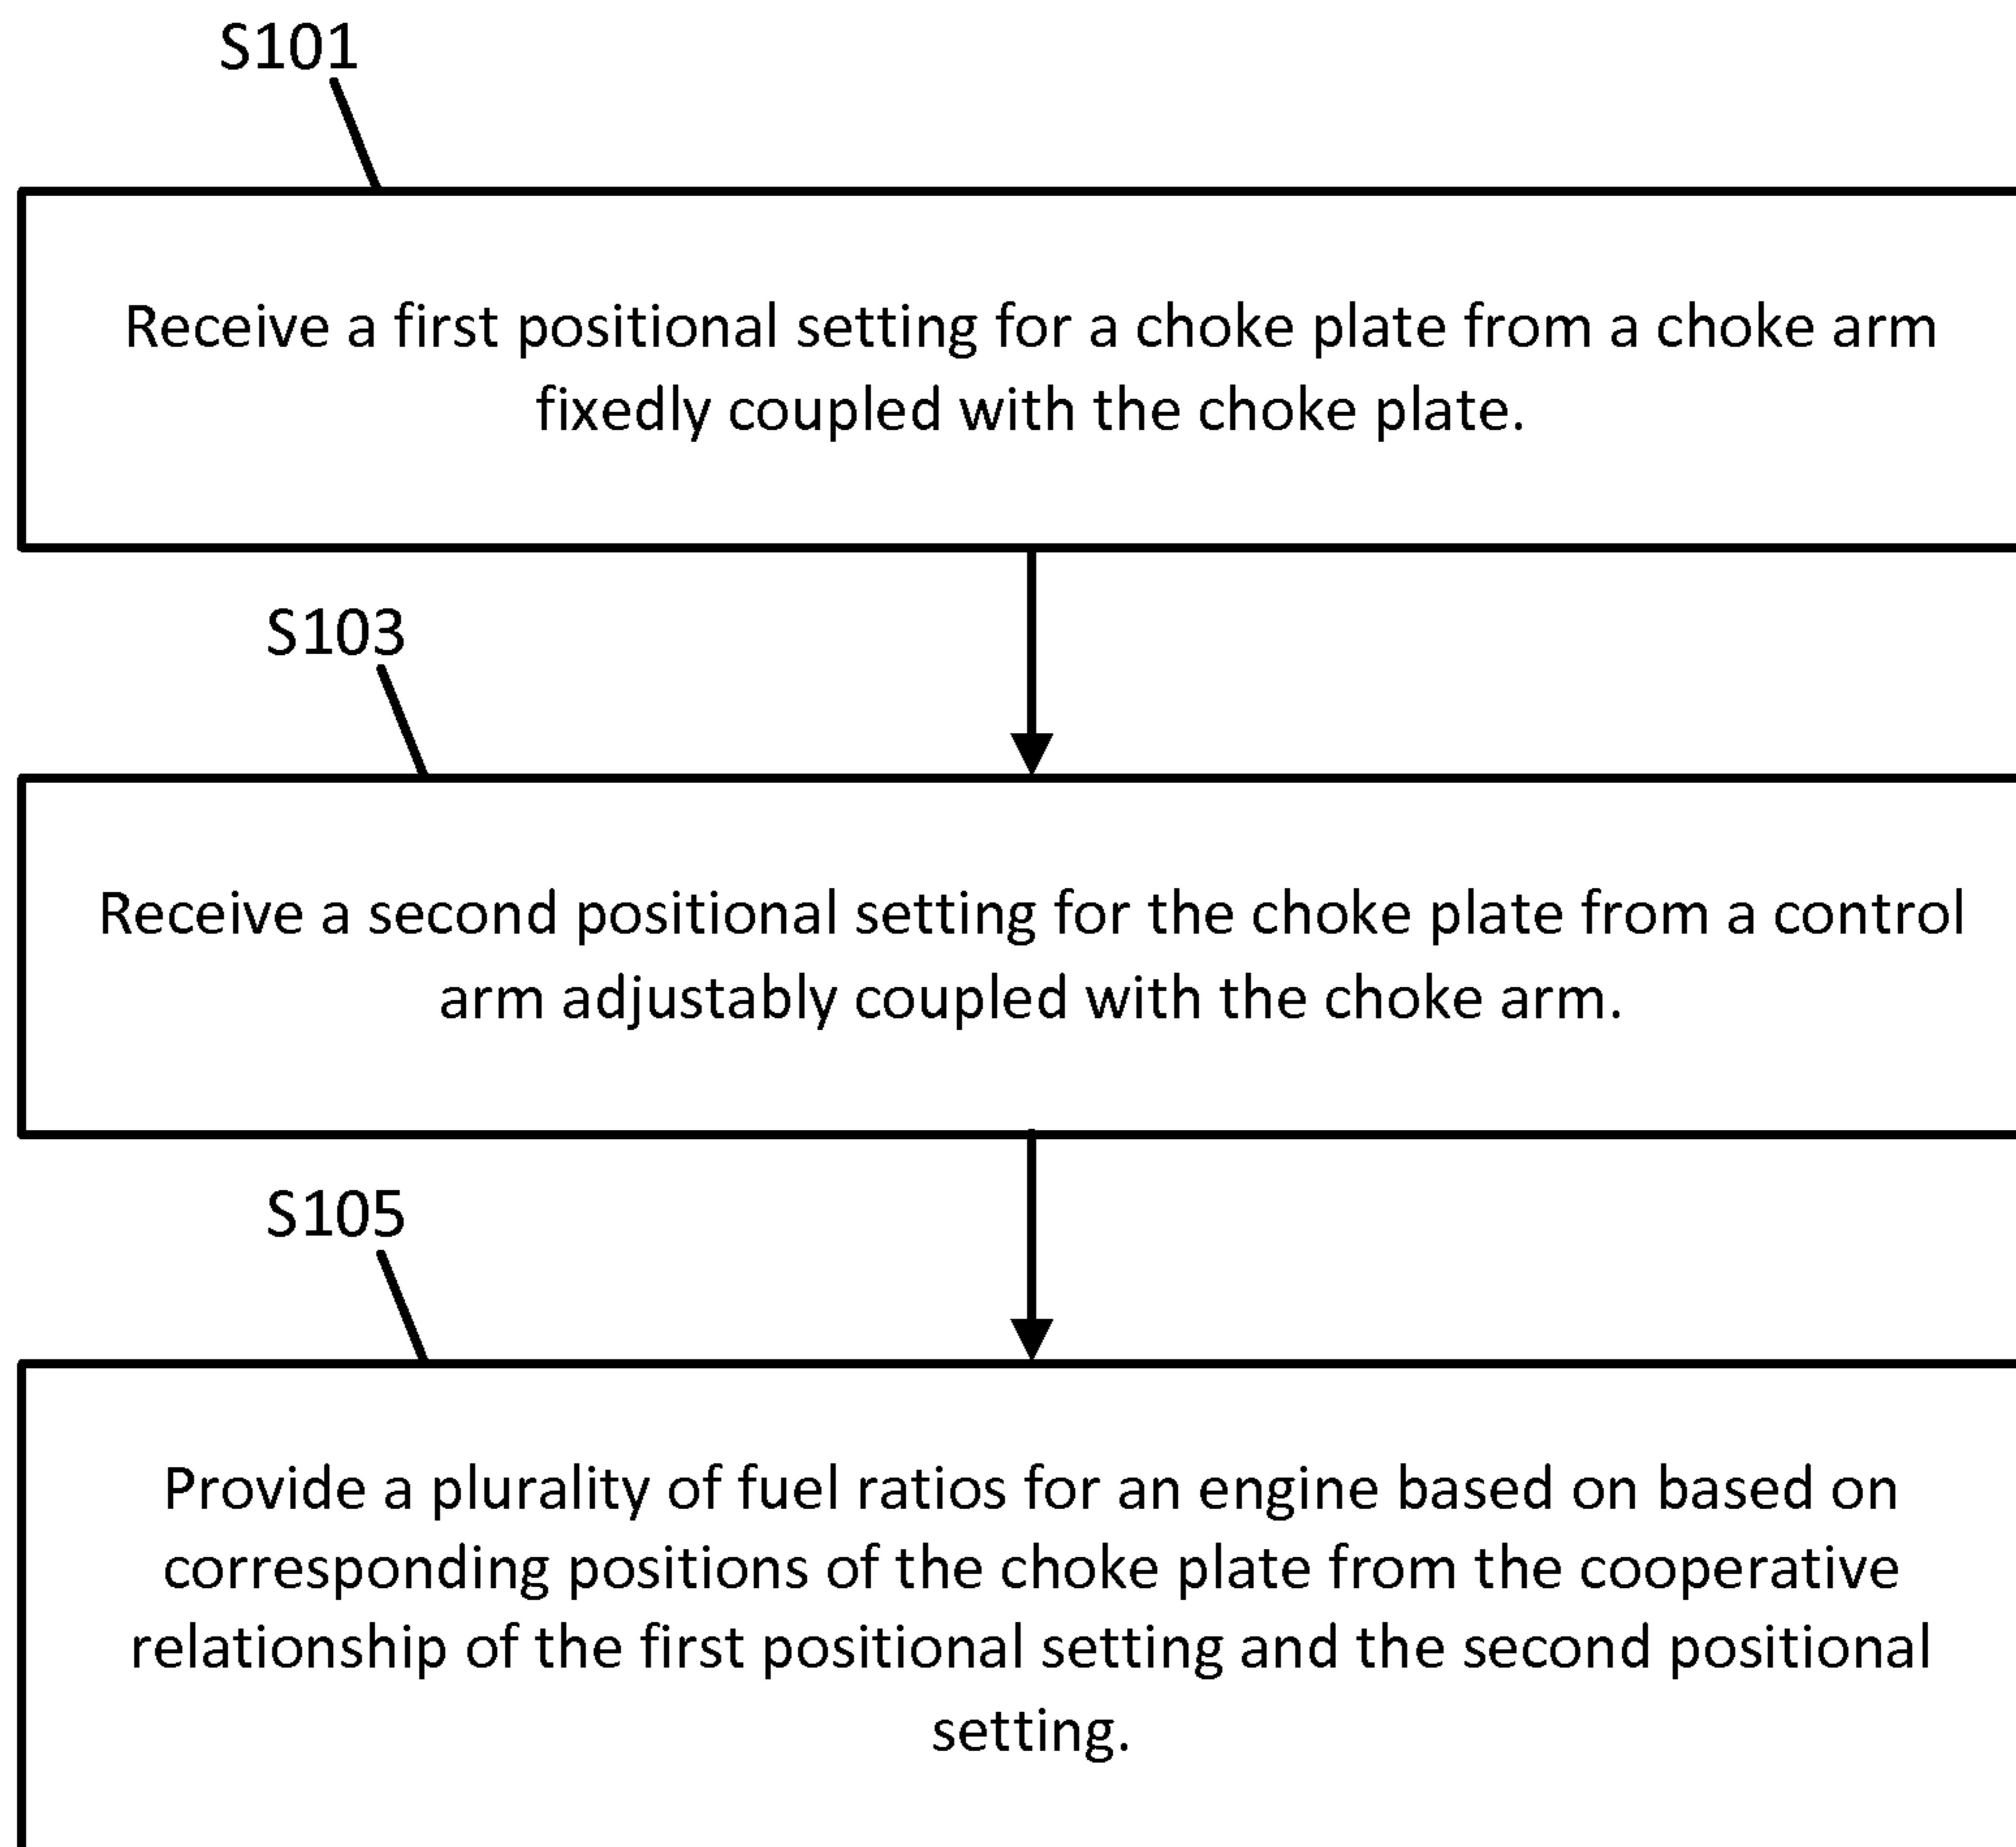 S101
Receive a first positional setting for a choke plate from a choke arm
fixedly coupled with the choke plate.
S103
Receive a second positional setting for the choke plate from a control
arm adjustably coupled with the choke arm.
S105
Provide a plurality of fuel ratios for an engine based on based on
corresponding positions of the choke plate from the cooperative
relationship of the first positional setting and the second positional
setting.